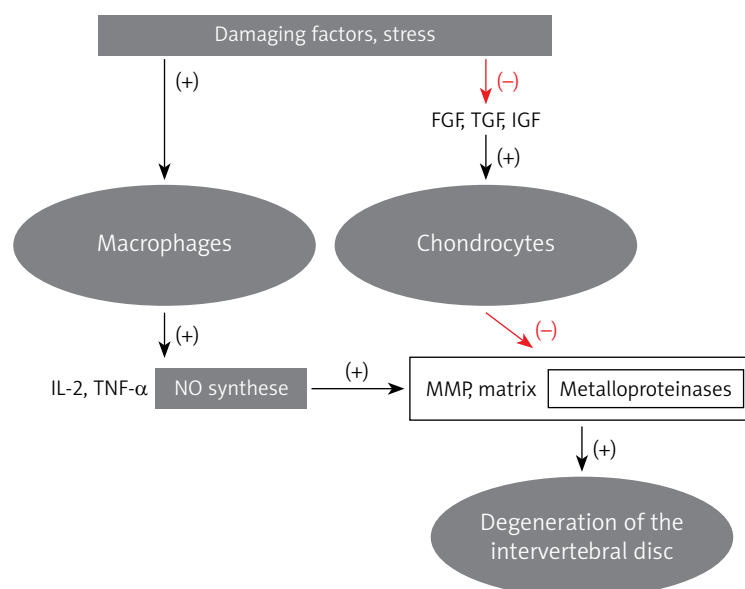 Damaging factors, stress
(+)
(–)
FGF, TGF, IGF
(+)
Macrophages
Chondrocytes
(+)
(–)
IL-2, TNF-α
NO synthese
(+)
MMP, matrix
Metalloproteinases
(+)
Degeneration of the
intervertebral disc